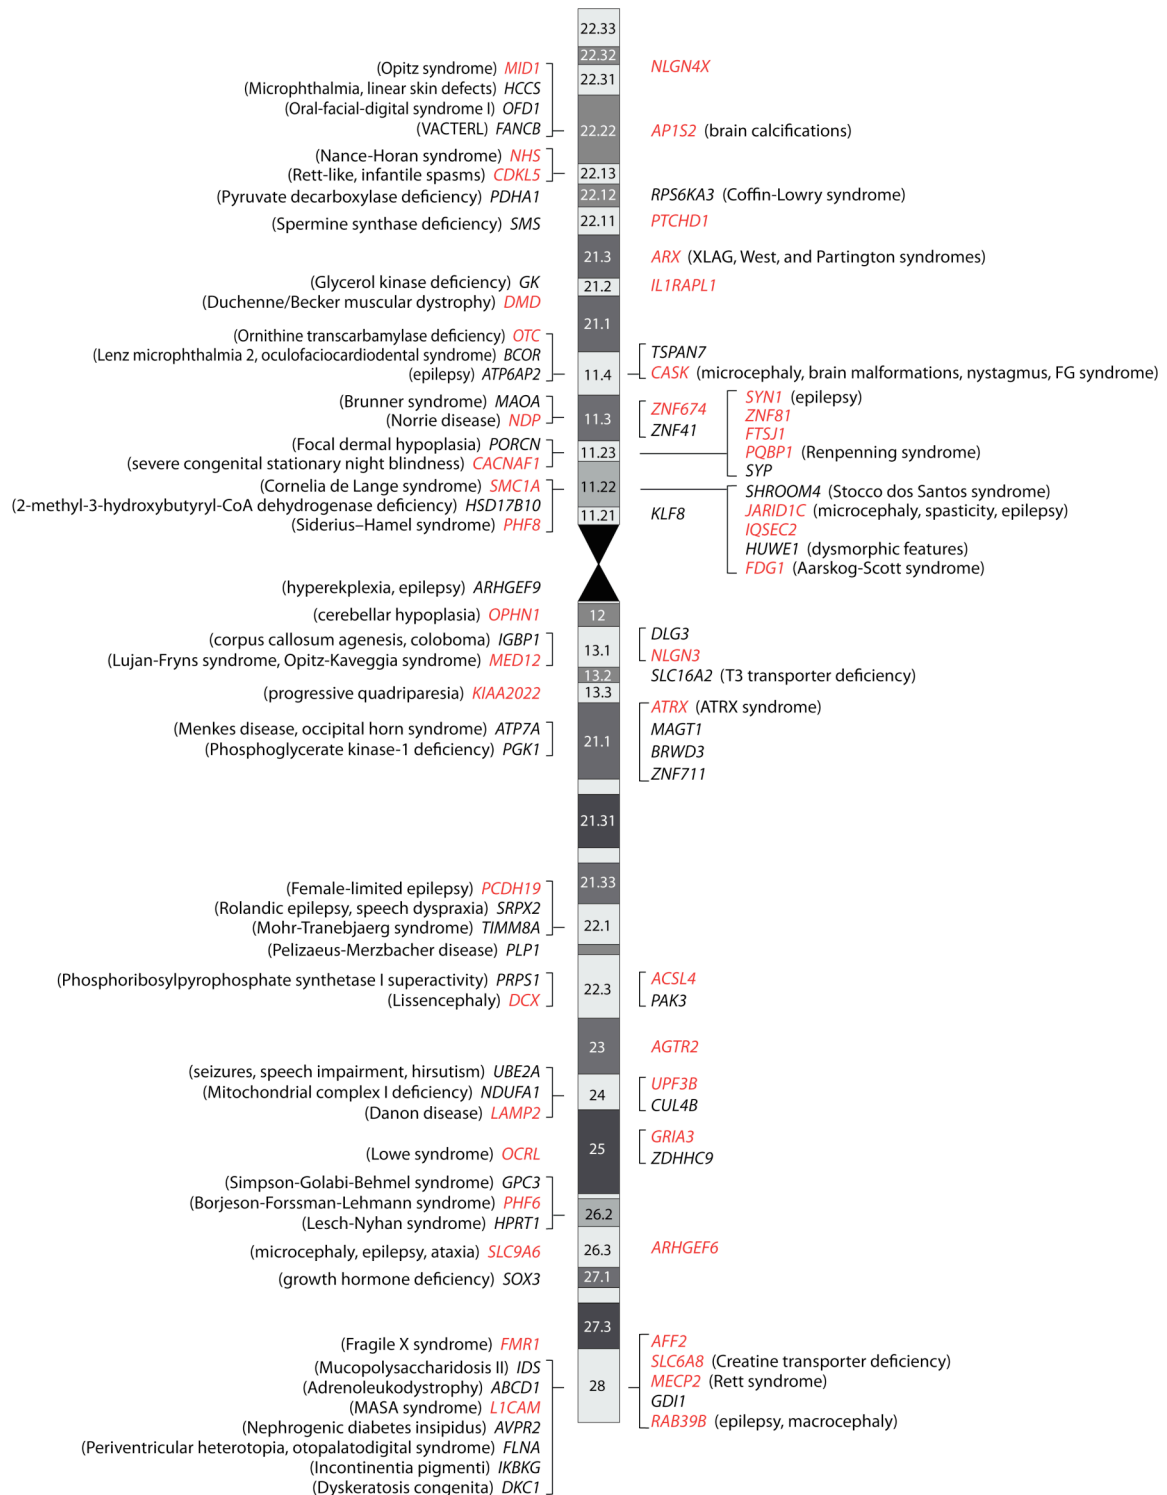 22.33
22.32
22.31
22.22
22.13
22.12
22.11
21.3
21.2
21.1
11.4
11.3
11.23
11.22
11.21
12
13.1
13.2
13.3
21.1
21.31
21.33
22.1
22.3
23
24
25
26.2
26.3
27.1
27.3
28
(Opitz syndrome) MID1
(Microphthalmia, linear skin defects) HCCS
(Oral-facial-digital syndrome I) OFD1
(VACTERL) FANCB
(Nance-Horan syndrome) NHS
(Rett-like, infantile spasms) CDKL5
(Pyruvate decarboxylase deficiency) PDHA1
(Spermine synthase deficiency) SMS
(Glycerol kinase deficiency) GK
(Duchenne/Becker muscular dystrophy) DMD
(Ornithine transcarbamylase deficiency) OTC
(Lenz microphthalmia 2, oculofaciocardiodental syndrome) BCOR
(epilepsy) ATP6AP2
(Brunner syndrome) MAOA
(Norrie disease) NDP
(Focal dermal hypoplasia) PORCN
(severe congenital stationary night blindness) CACNAF1
(Cornelia de Lange syndrome) SMC1A
(2-methyl-3-hydroxybutyryl-CoA dehydrogenase deficiency) HSD17B10
(Siderius–Hamel syndrome) PHF8
(hyperekplexia, epilepsy) ARHGEF9
(cerebellar hypoplasia) OPHN1
(corpus callosum agenesis, coloboma) IGBP1
(Lujan-Fryns syndrome, Opitz-Kaveggia syndrome) MED12
(progressive quadriparesia) KIAA2022
(Menkes disease, occipital horn syndrome) ATP7A
(Phosphoglycerate kinase-1 deficiency) PGK1
(Female-limited epilepsy) PCDH19
(Rolandic epilepsy, speech dyspraxia) SRPX2
(Mohr-Tranebjaerg syndrome) TIMM8A
(Pelizaeus-Merzbacher disease) PLP1
(Phosphoribosylpyrophosphate synthetase I superactivity) PRPS1
(Lissencephaly) DCX
(seizures, speech impairment, hirsutism) UBE2A
(Mitochondrial complex I deficiency) NDUFA1
(Danon disease) LAMP2
(Lowe syndrome) OCRL
(Simpson-Golabi-Behmel syndrome) GPC3
(Borjeson-Forssman-Lehmann syndrome) PHF6
(Lesch-Nyhan syndrome) HPRT1
(microcephaly, epilepsy, ataxia) SLC9A6
(growth hormone deficiency) SOX3
(Fragile X syndrome) FMR1
(Mucopolysaccharidosis II) IDS
(Adrenoleukodystrophy) ABCD1
(MASA syndrome) L1CAM
(Nephrogenic diabetes insipidus) AVPR2
(Periventricular heterotopia, otopalatodigital syndrome) FLNA
(Incontinentia pigmenti) IKBKG
(Dyskeratosis congenita) DKC1
NLGN4X
AP1S2 (brain calcifications)
RPS6KA3 (Coffin-Lowry syndrome)
PTCHD1
ARX (XLAG, West, and Partington syndromes)
IL1RAPL1
TSPAN7
CASK (microcephaly, brain malformations, nystagmus, FG syndrome)
ZNF674
ZNF41
SYN1 (epilepsy)
ZNF81
FTSJ1
PQBP1 (Renpenning syndrome)
SYP
SHROOM4 (Stocco dos Santos syndrome)
JARID1C (microcephaly, spasticity, epilepsy)
IQSEC2
HUWE1 (dysmorphic features)
FDG1 (Aarskog-Scott syndrome)
KLF8
DLG3
NLGN3
SLC16A2 (T3 transporter deficiency)
ATRX (ATRX syndrome)
MAGT1
BRWD3
ZNF711
ACSL4
PAK3
AGTR2
UPF3B
CUL4B
GRIA3
ZDHHC9
ARHGEF6
AFF2
SLC6A8 (Creatine transporter deficiency)
MECP2 (Rett syndrome)
GDI1
RAB39B (epilepsy, macrocephaly)